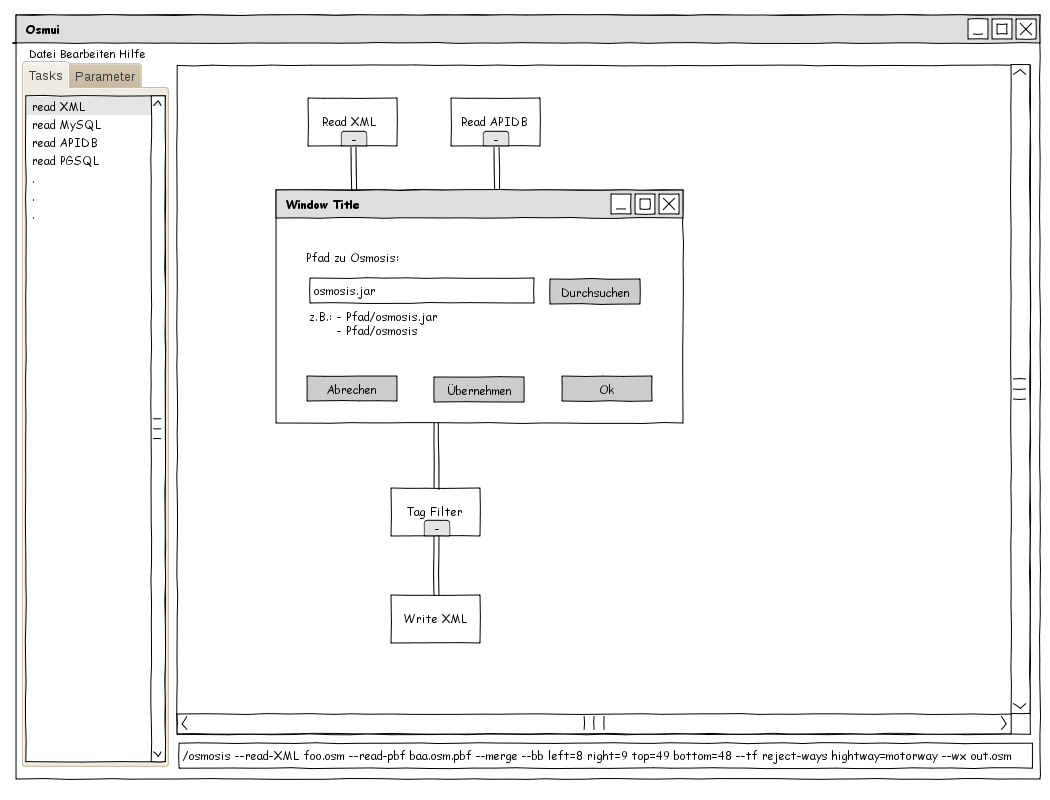 Osmui
Datei Bearbeiten Hilfe
Tasks Parameter
read XML
read MySQL
read APIDB
read PGSQL
.
.
.
Read XML
-
Read APIDB
-
Window Title
Pfad zu Osmosis:
osmosis.jar
Durchsuchen
z.B.: - Pfad/osmosis.jar
- Pfad/osmosis
Abrechen
Übernehmen
Ok
Tag Filter
-
Write XML
/osmosis --read-XML foo.osm --read-pbf baa.osm.pbf --merge --bb left=8 right=9 top=49 bottom=48 --tf reject-ways hightway=motorway --wx out.osm